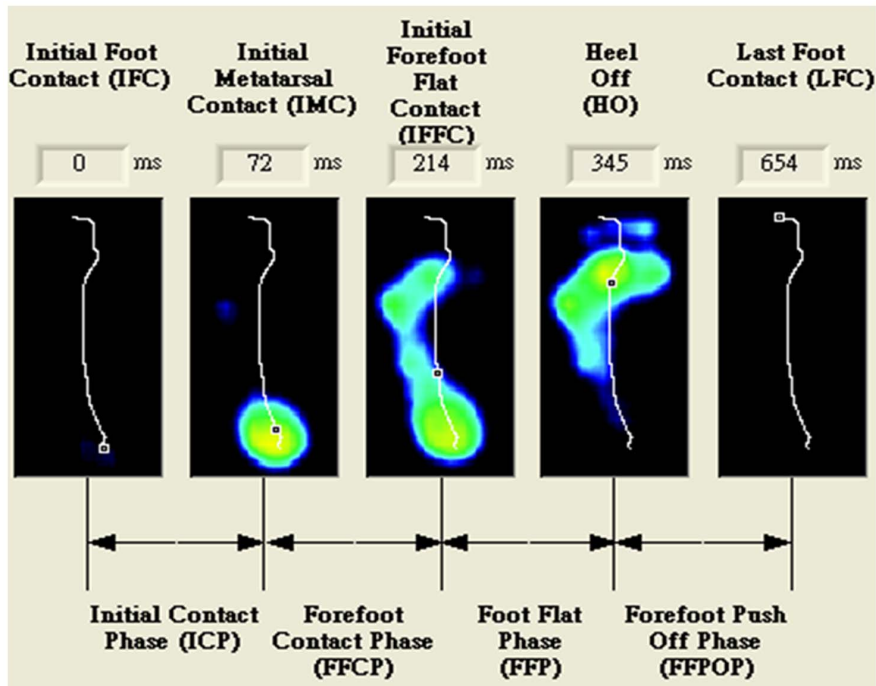 Initial Foot
Contact (IFC)
Initial
Metatarsal
Contact (IMC)
Initial
Forefoot
Flat
Contact
(IFFC)
Heel
Off
(HO)
Last Foot
Contact (LFC)
0 ms
72 ms
214 ms
345 ms
654 ms
Initial Contact
Phase (ICP)
Forefoot
Contact Phase
(FFCP)
Foot Flat
Phase
(FFP)
Forefoot Push
Off Phase
(FFPOP)